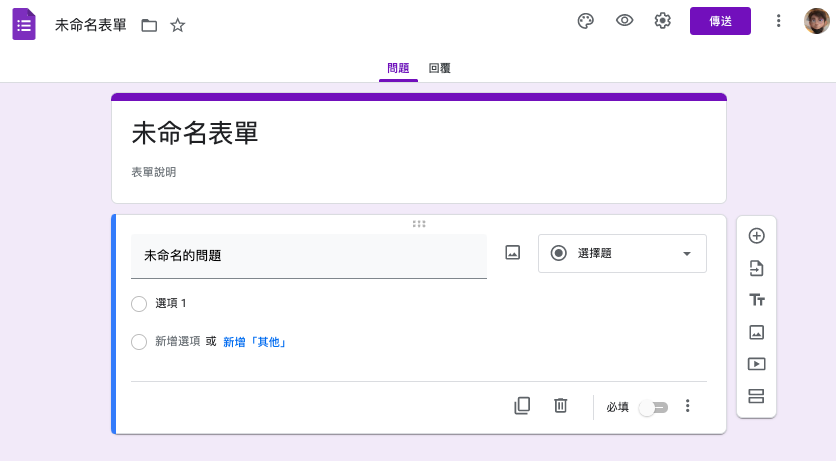 未命名表單
傳送
問題 回覆
未命名表單
表單說明
未命名的問題
選擇題
選項 1
新增選項 或 新增「其他」
必填